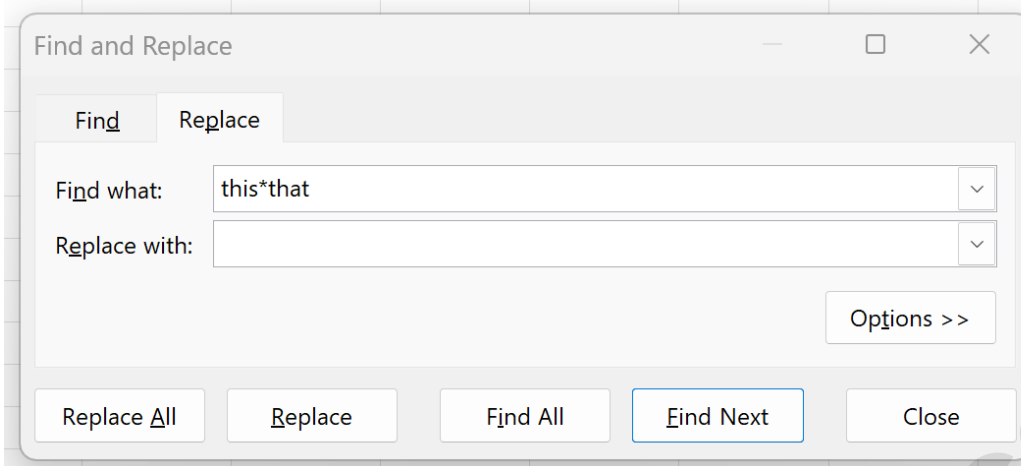 Find and Replace
Find
Replace
Find what:
this*that
Replace with:
Options >>
Replace All
Replace
Find All
Find Next
Close